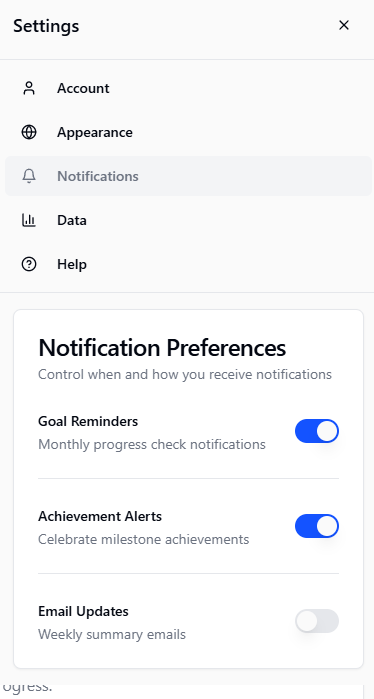 Settings
Account
Appearance
Notifications
Data
Help
Notification Preferences
Control when and how you receive notifications
Goal Reminders
Monthly progress check notifications
Achievement Alerts
Celebrate milestone achievements
Email Updates
Weekly summary emails
ogress.